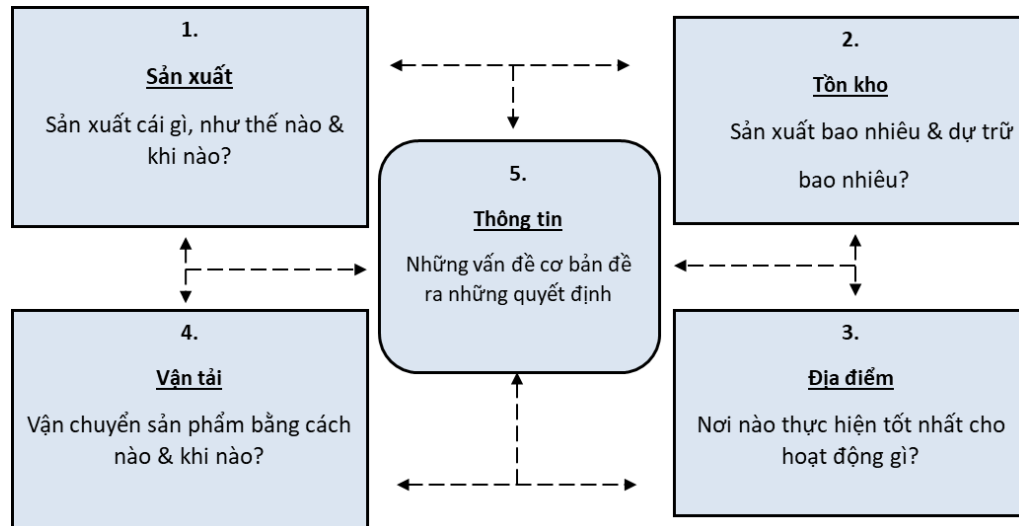 1.
Sản xuất
Sản xuất cái gì, như thế nào &
khi nào?
2.
Tồn kho
Sản xuất bao nhiêu & dự trữ
bao nhiêu?
5.
Thông tin
Những vấn đề cơ bản đề
ra những quyết định
4.
Vận tải
Vận chuyển sản phẩm bằng cách
nào & khi nào?
3.
Địa điểm
Nơi nào thực hiện tốt nhất cho
hoạt động gì?